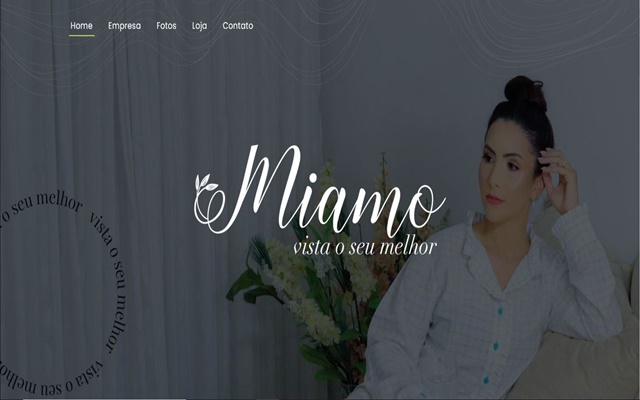 Home Empresa Fotos Loja Contato
Miamo
vista o seu melhor
o seu melhor vista o seu melhor vista o seu melhor